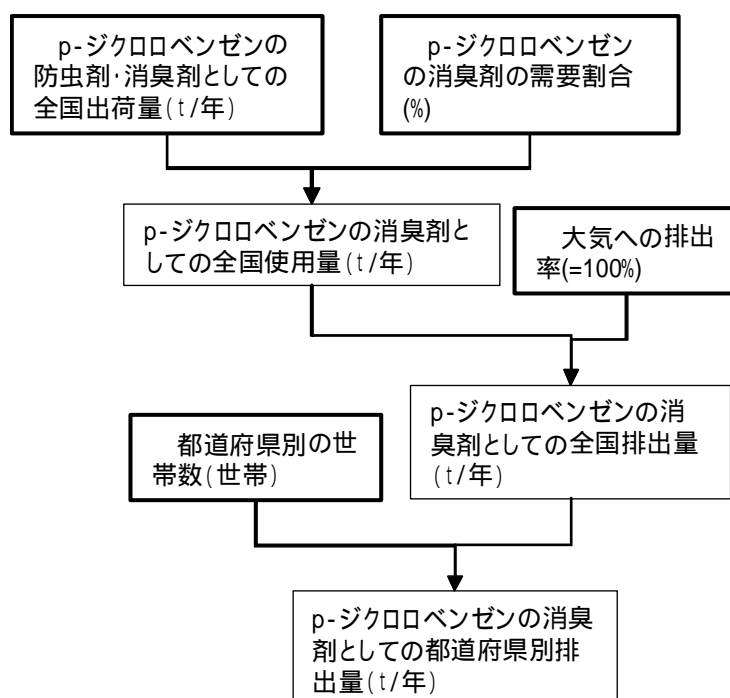 p-ジクロロベンゼンの
防虫剤･消臭剤としての
全国出荷量(t/年)
p-ジクロロベンゼン
の消臭剤の需要割合
(%)
p-ジクロロベンゼンの消臭剤と
しての全国使用量(t/年)
大気への排出
率(=100%)
p-ジクロロベンゼンの消
臭剤としての全国排出量
(t/年)
都道府県別の世
帯数(世帯)
p-ジクロロベンゼンの消臭
剤としての都道府県別排
出量(t/年)